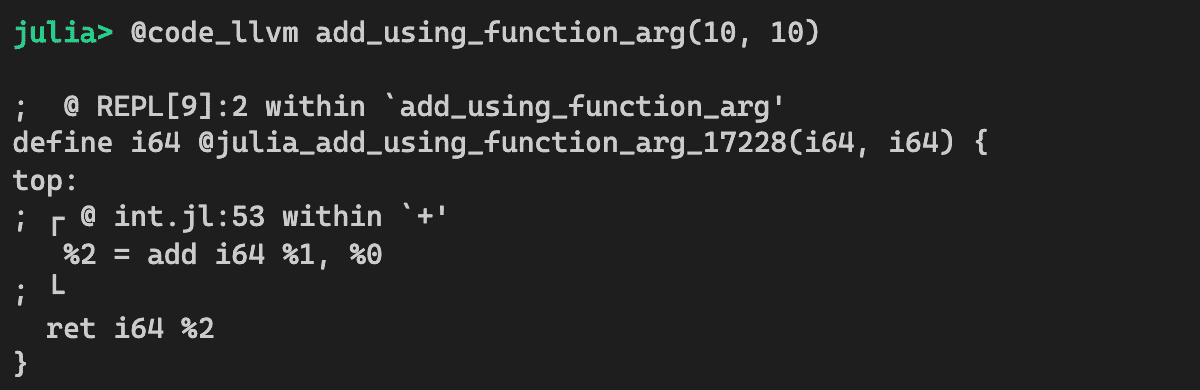 julia> @code_llvm add_using_function_arg(10, 10)
;  @ REPL[9]:2 within `add_using_function_arg'
define i64 @julia_add_using_function_arg_17228(i64, i64) {
top:
; ┌ @ int.jl:53 within `+'
   %2 = add i64 %1, %0
; └
  ret i64 %2
}